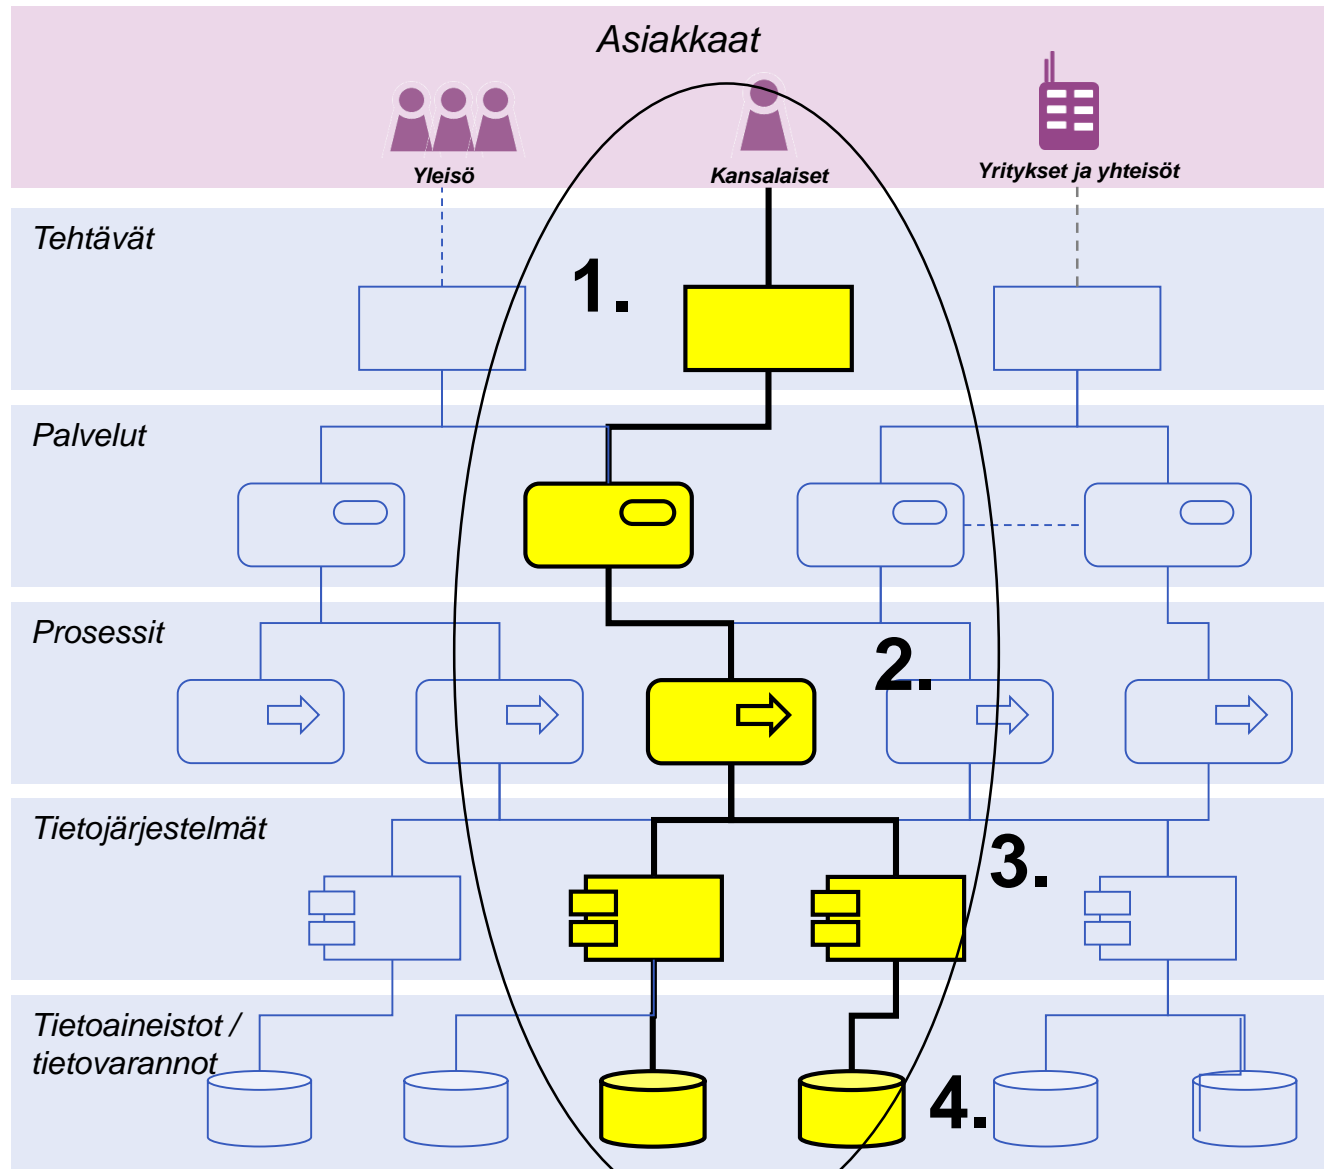 Asiakkaat
Yleisö
Kansalaiset
Yritykset ja yhteisöt
Tehtävät
1.
Palvelut
Prosessit
2.
Tietojärjestelmät
3.
Tietoaineistot /
tietovarannot
4.